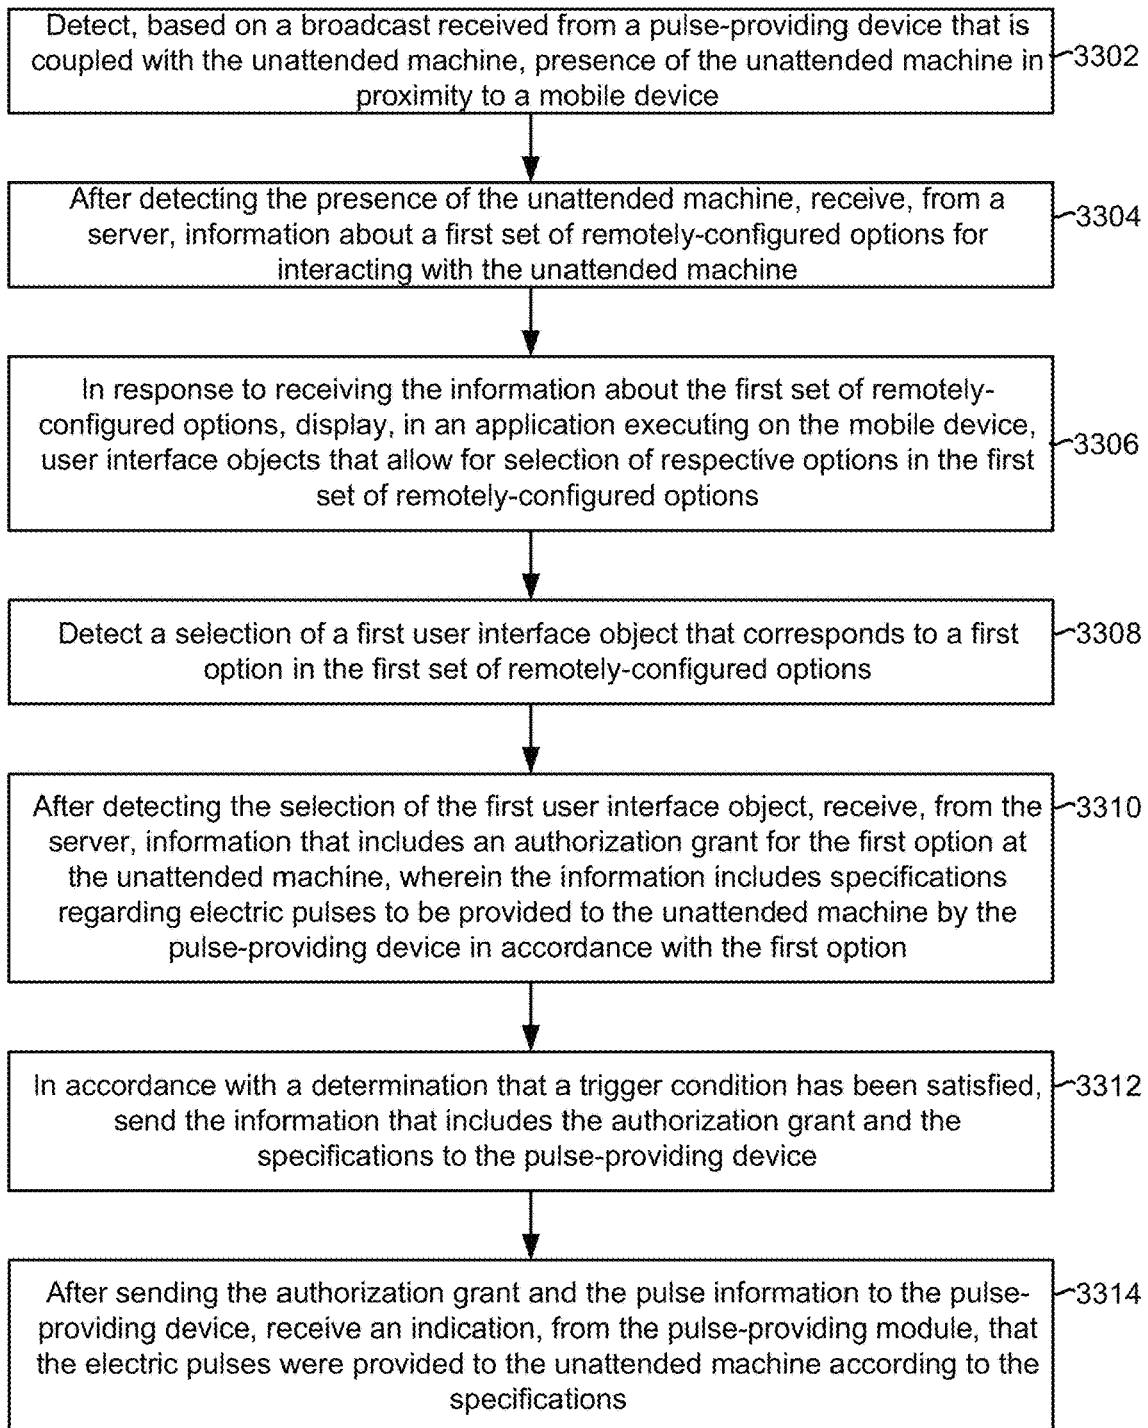 Detect, based on a broadcast received from a pulse-providing device that is
coupled with the unattended machine, presence of the unattended machine in
proximity to a mobile device
3302
After detecting the presence of the unattended machine, receive, from a
server, information about a first set of remotely-configured options for
interacting with the unattended machine
3304
In response to receiving the information about the first set of remotely-
configured options, display, in an application executing on the mobile device,
user interface objects that allow for selection of respective options in the first
set of remotely-configured options
3306
Detect a selection of a first user interface object that corresponds to a first
option in the first set of remotely-configured options
3308
After detecting the selection of the first user interface object, receive, from the
server, information that includes an authorization grant for the first option at
the unattended machine, wherein the information includes specifications
regarding electric pulses to be provided to the unattended machine by the
pulse-providing device in accordance with the first option
3310
In accordance with a determination that a trigger condition has been satisfied,
send the information that includes the authorization grant and the
specifications to the pulse-providing device
3312
After sending the authorization grant and the pulse information to the pulse-
providing device, receive an indication, from the pulse-providing module, that
the electric pulses were provided to the unattended machine according to the
specifications
3314